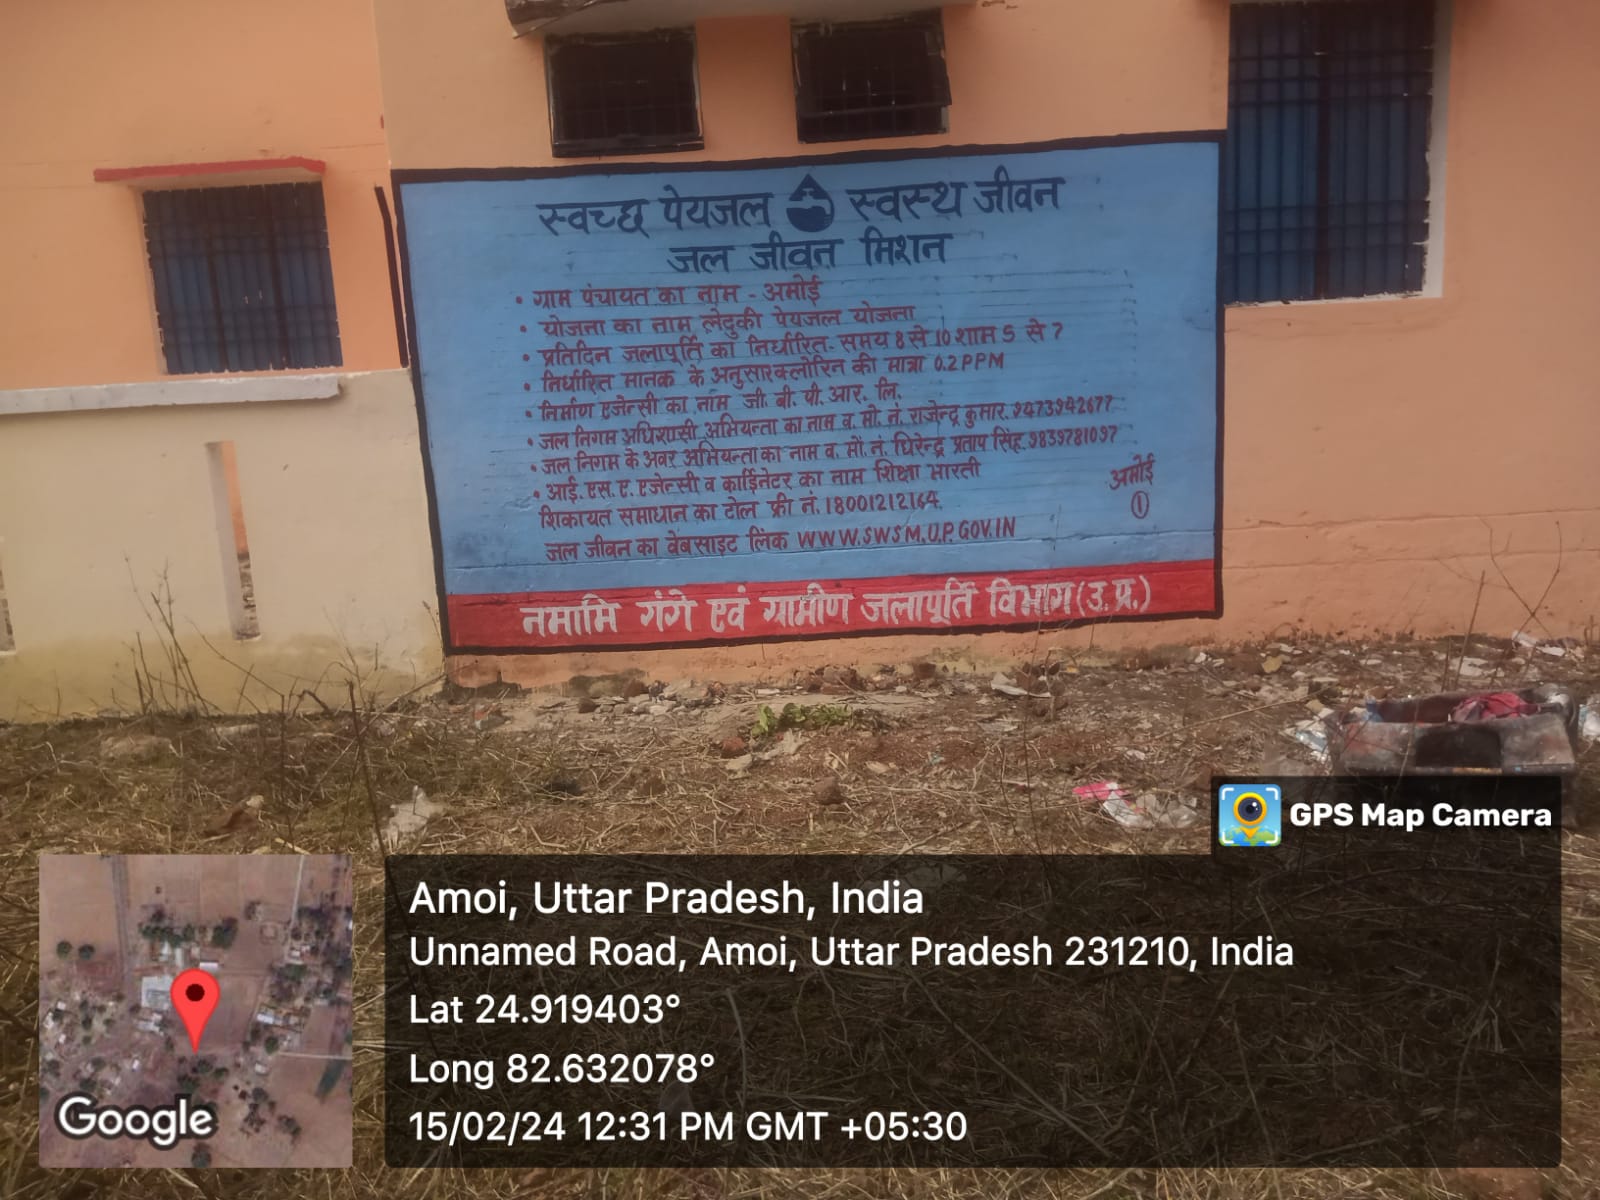 स्वच्छ पेयजल स्वस्थ जीवन
जल जीवन मिशन
• ग्राम पंचायत का नाम - अमोई
• योजना का नाम लेदुकी पेयजल योजना
• प्रतिदिन जलापूर्ति का निर्धारित- समय 8 से 10 शाम 5 से 7
• निर्धारित मानक के अनुसार क्लोरिन की मात्रा 0.2 PPM
• निर्माण एजेन्सी का नाम जी. बी. पी. आर. लि.
• जल निगम अधिशासी अभियन्ता का नाम व. मो. नं. राजेन्द्र कुमार. 9473942677
• जल निगम के अवर अभियन्ता का नाम व. मों. नं. धिरेन्द्र प्रताप सिंह. 9839781097
• आई. एस. ए. एजेन्सी व कार्डिनेटर का नाम शिक्षा भारती
शिकायत समाधान का टोल फ्री नं. 18001212164.
जल जीवन का वेबसाइट लिंक WWW.SWSM.U.P.GOV.IN
अमोई
1
नमामि गंगे एवं ग्रामीण जलापूर्ति विभाग (उ.प्र.)
GPS Map Camera
Amoi, Uttar Pradesh, India
Unnamed Road, Amoi, Uttar Pradesh 231210, India
Lat 24.919403°
Long 82.632078°
15/02/24 12:31 PM GMT +05:30
Google